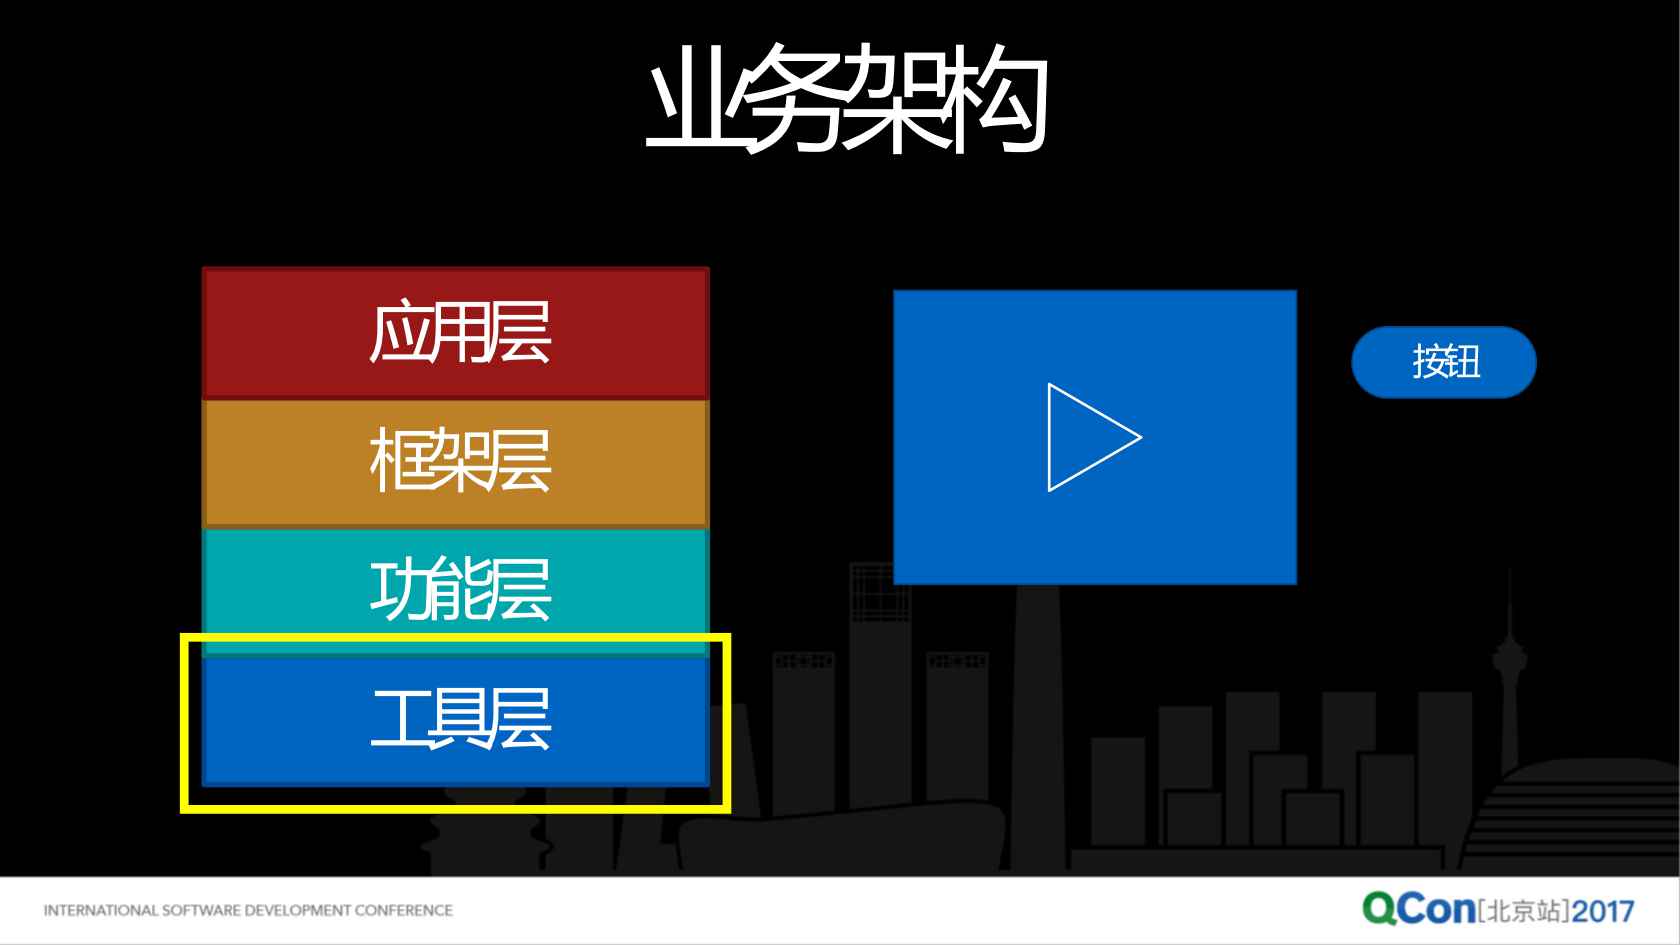 业务架构
应用层
框架层
功能层
工具层
按钮
INTERNATIONAL SOFTWARE DEVELOPMENT CONFERENCE
QCon[北京站]2017